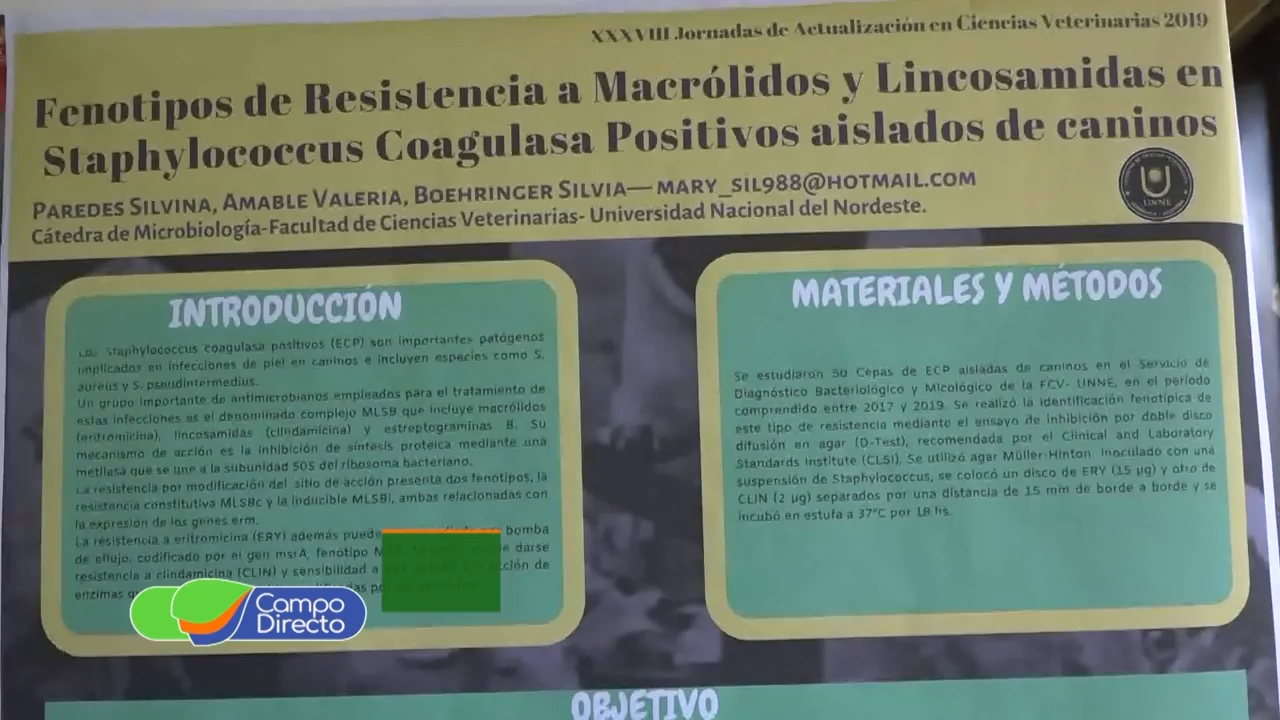 XXXVIII Jornadas de Actualización en Ciencias Veterinarias 2019
Fenotipos de Resistencia a Macrólidos y Lincosamidas en
Staphylococcus Coagulasa Positivos aislados de caninos
PAREDES SILVINA, AMABLE VALERIA, BOEHRINGER SILVIA— MARY_SIL988@HOTMAIL.COM
Cátedra de Microbiología-Facultad de Ciencias Veterinarias- Universidad Nacional del Nordeste.
UNNE
INTRODUCCIÓN
Los Staphylococcus coagulasa positivos (ECP) son importantes patógenos
implicados en infecciones de piel en caninos e incluyen especies como S.
aureus y S. pseudintermedius.
Un grupo importante de antimicrobianos empleados para el tratamiento de
estas infecciones es el denominado complejo MLSB que incluye macrólidos
(eritromicina), lincosamidas (clindamicina) y estreptograminas B. Su
mecanismo de acción es la inhibición de síntesis proteica mediante una
metilasa que se une a la subunidad 50S del ribosoma bacteriano.
La resistencia por modificación del sitio de acción presenta dos fenotipos, la
resistencia constitutiva MLSBc y la inducible MLSBi, ambas relacionadas con
la expresión de los genes erm.
La resistencia a eritromicina (ERY) además puede bomba
de eflujo, codificado por el gen msrA, fenotipo darse
resistencia a clindamicina (CLIN) y sensibilidad a acción de
enzimas
Campo
Directo
MATERIALES Y MÉTODOS
Se estudiaron 50 Cepas de ECP aisladas de caninos en el Servicio de
Diagnóstico Bacteriológico y Micológico de la FCV- UNNE, en el período
comprendido entre 2017 y 2019. Se realizó la identificación fenotípica de
este tipo de resistencia mediante el ensayo de inhibición por doble disco
difusión en agar (D-Test), recomendada por el Clinical and Laboratory
Standards Institute (CLSI). Se utilizó agar Müller-Hinton inoculado con una
suspensión de Staphylococcus, se colocó un disco de ERY (15 µg) y otro de
CLIN (2 µg) separados por una distancia de 15 mm de borde a borde y se
incubó en estufa a 37°C por 18 hs.
OBJETIVO